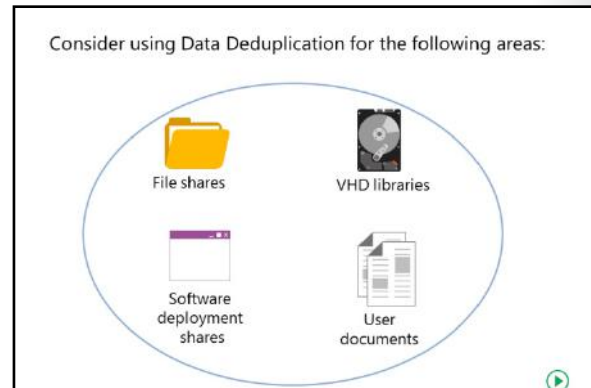 Consider using Data Deduplication for the following areas:
File shares
VHD libraries
Software
deployment
shares
User
documents